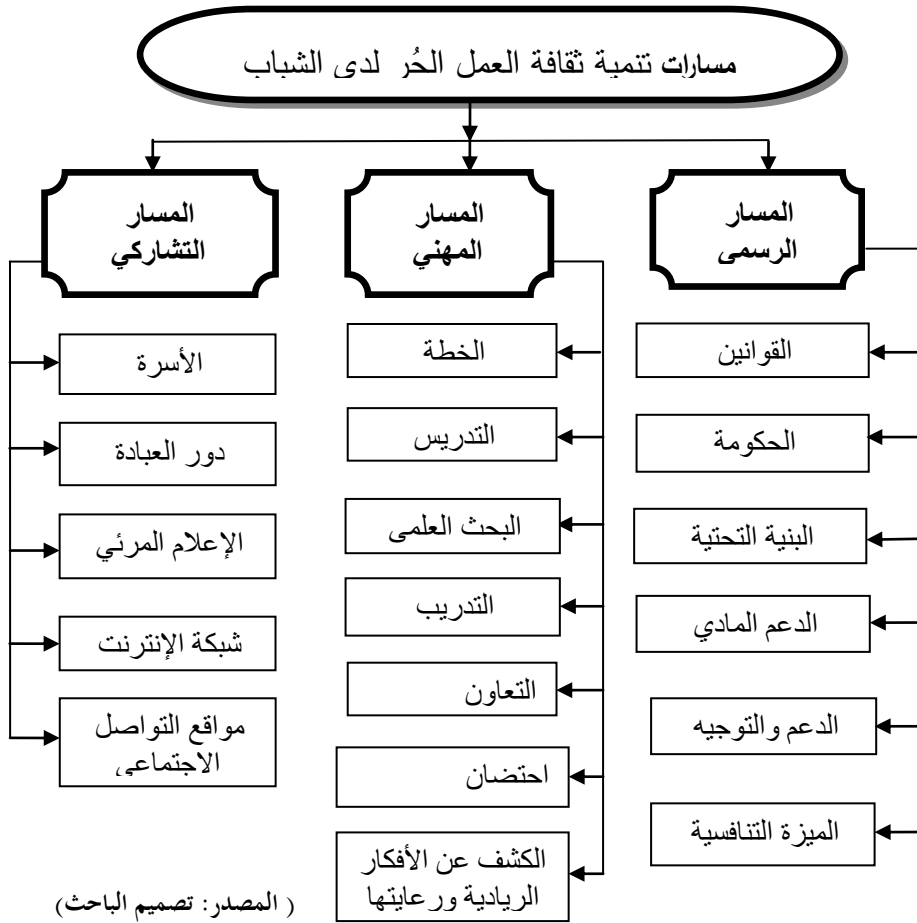 مسارات تنمية ثقافة العمل الحُر لدى الشباب
المسار
الرسمى
المسار
المهني
المسار
التشاركي
القوانين
الحكومة
البنية التحتية
الدعم المادي
الدعم والتوجيه
الميزة التنافسية
الخطة
التدريس
البحث العلمى
التدريب
التعاون
احتضان
الكشف عن الأفكار
الريادية ورعايتها
الأسرة
دور العبادة
الإعلام المرئي
شبكة الإنترنت
مواقع التواصل
الاجتماعى
( المصدر: تصميم الباحث)